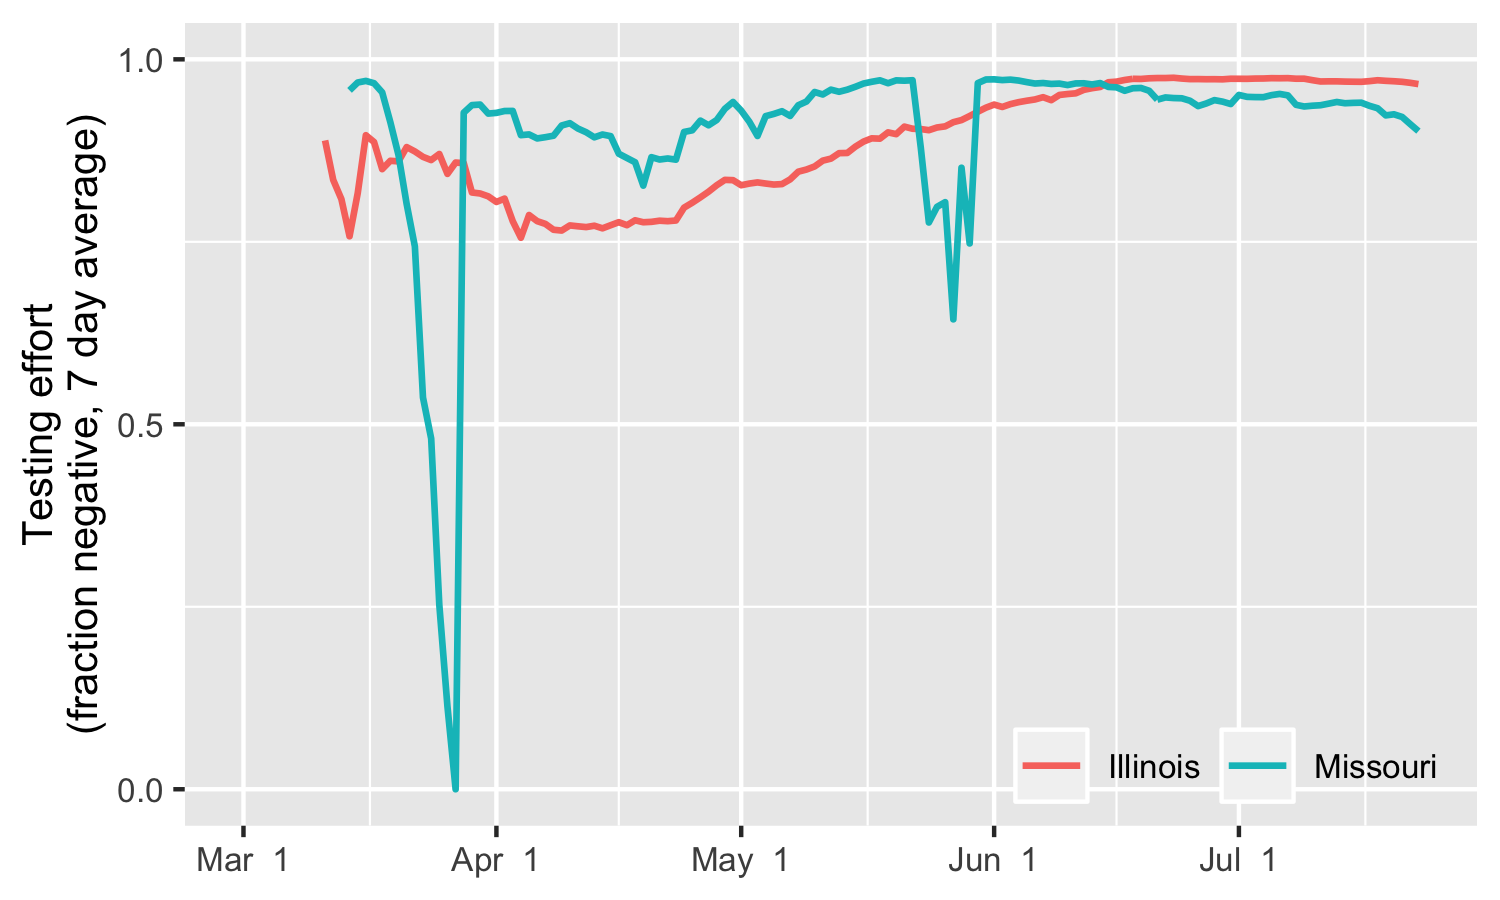 Testing effort
(fraction negative, 7 day average)
1.0
0.5
0.0
Mar 1
Apr 1
May 1
Jun 1
Jul 1
Illinois
Missouri